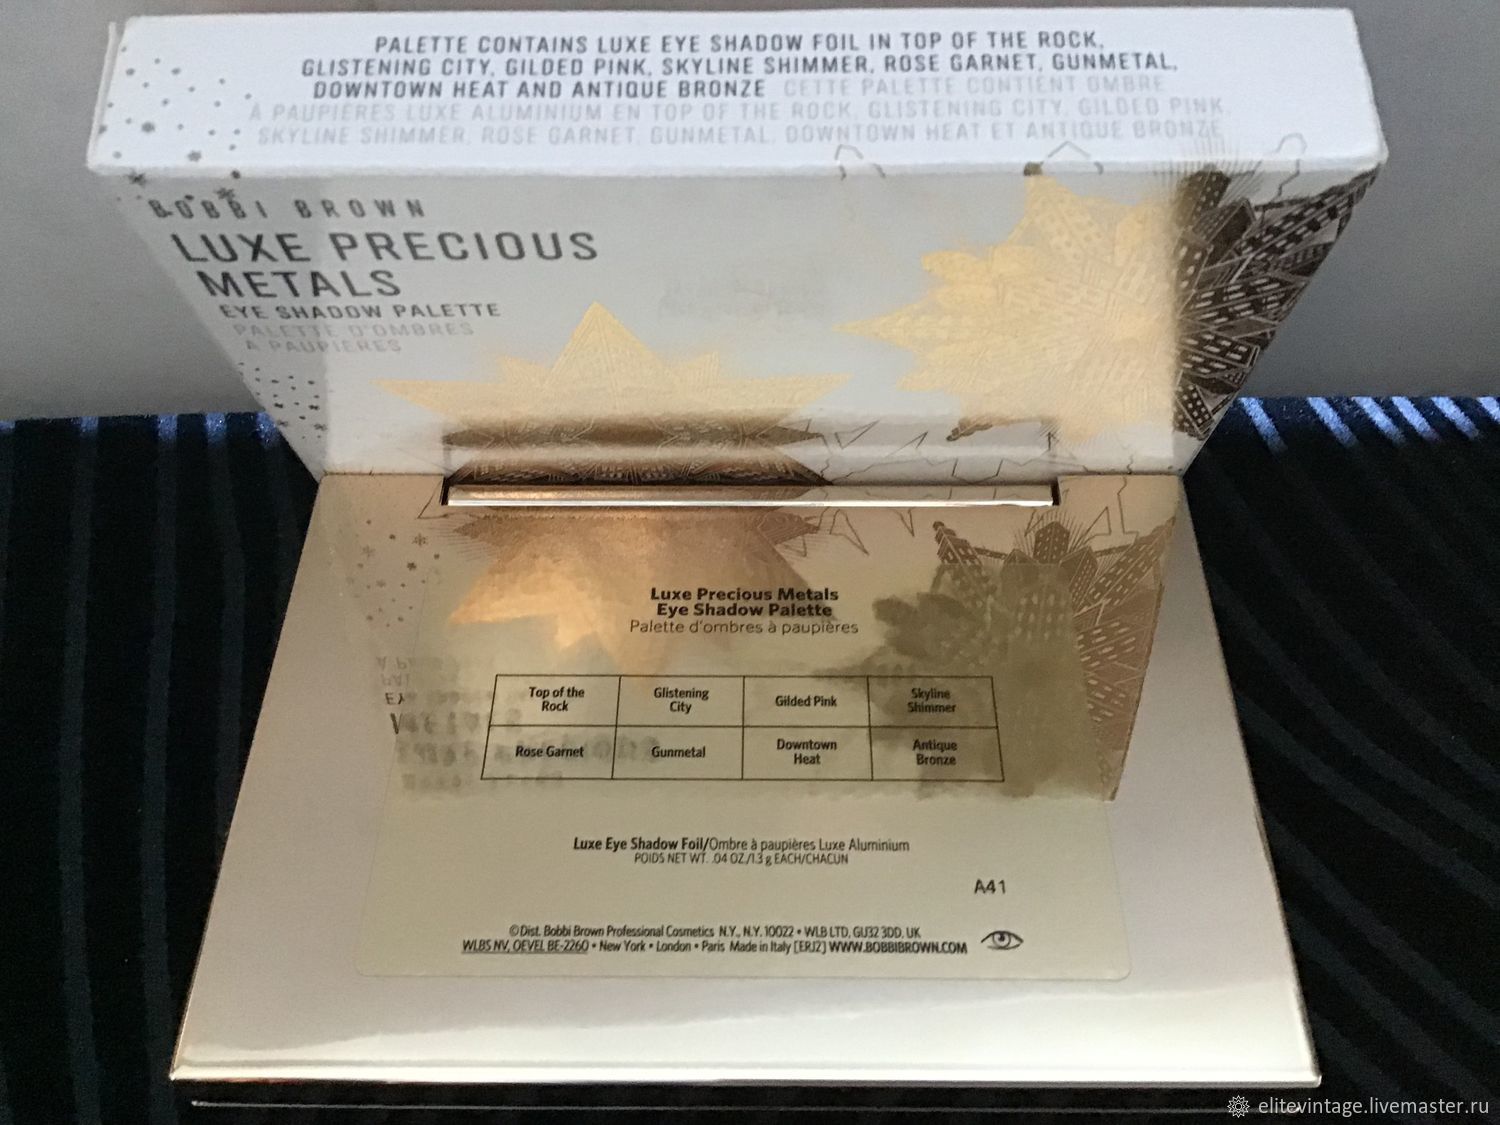 PALETTE CONTAINS LUXE EYE SHADOW FOIL IN TOP OF THE ROCK,
GLISTENING CITY, GILDED PINK, SKYLINE SHIMMER, ROSE GARNET, GUNMETAL,
DOWNTOWN HEAT AND ANTIQUE BRONZE CETTE PALETTE CONTIENT OMBRE
À PAUPIÈRES LUXE ALUMINIUM EN TOP OF THE ROCK, GLISTENING CITY, GILDED PINK,
SKYLINE SHIMMER, ROSE GARNET, GUNMETAL, DOWNTOWN HEAT ET ANTIQUE BRONZE
BOBBI BROWN
LUXE PRECIOUS
METALS
EYE SHADOW PALETTE
PALETTE D'OMBRES
À PAUPIÈRES
Luxe Precious Metals
Eye Shadow Palette
Palette d'ombres à paupières
Top of the
Rock
Glistening
City
Gilded Pink
Skyline
Shimmer
Rose Garnet
Gunmetal
Downtown
Heat
Antique
Bronze
Luxe Eye Shadow Foil/Ombre à paupières Luxe Aluminium
POIDS NET WT. .04 OZ./1.3 g EACH/CHACUN
A41
©Dist. Bobbi Brown Professional Cosmetics N.Y., N.Y. 10022 • WLB LTD, GU32 3DD, UK
WLBS NV, OEVEL BE-2260 • New York • London • Paris Made in Italy [ERJ2] WWW.BOBBIBROWN.COM
elitevintage.livemaster.ru